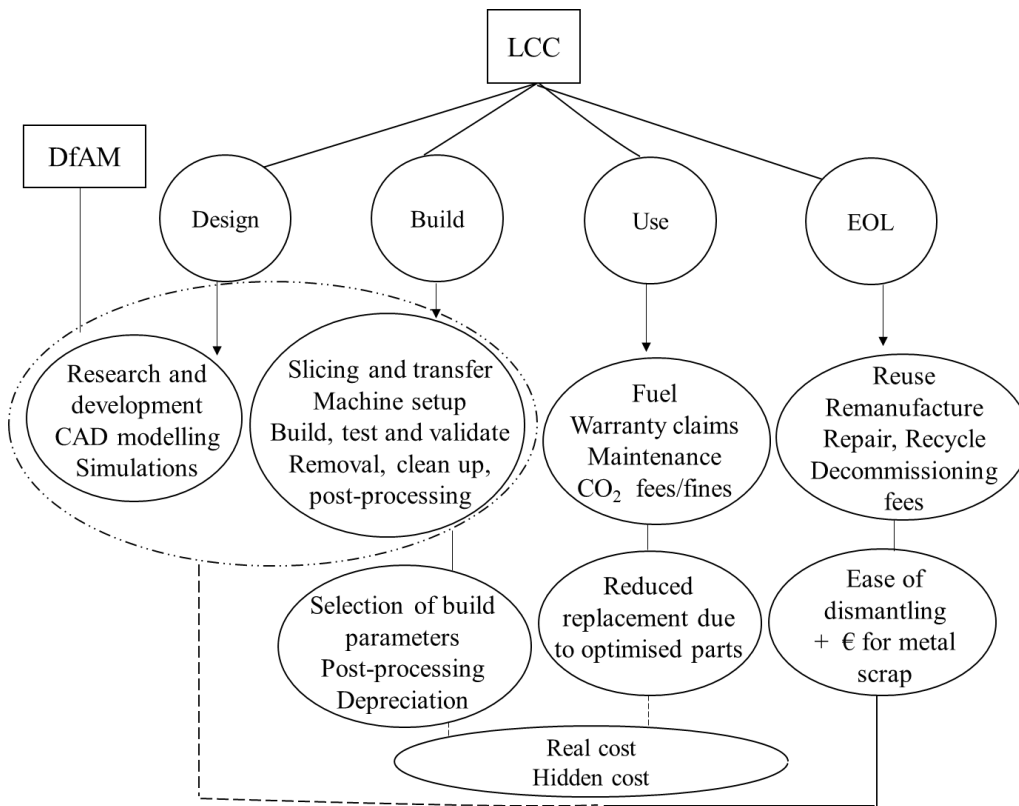 LCC
DfAM
Design
Build
Use
EOL
Research and
development
CAD modelling
Simulations
Slicing and transfer
Machine setup
Build, test and validate
Removal, clean up,
post-processing
Fuel
Warranty claims
Maintenance
CO₂ fees/fines
Reuse
Remanufacture
Repair, Recycle
Decommissioning
fees
Selection of build
parameters
Post-processing
Depreciation
Reduced
replacement due
to optimised parts
Ease of
dismantling
+ € for metal
scrap
Real cost
Hidden cost